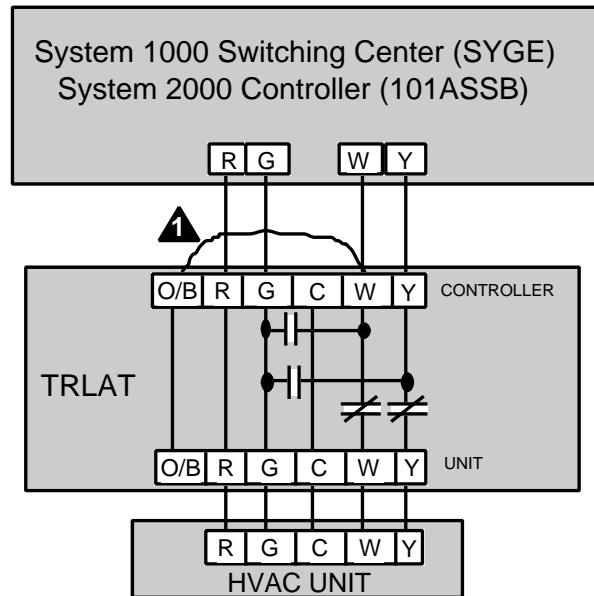 System 1000 Switching Center (SYGE)
System 2000 Controller (101ASSB)
R G W Y
1
O/B R G C W Y CONTROLLER
TRLAT
O/B R G C W Y UNIT
R G C W Y
HVAC UNIT